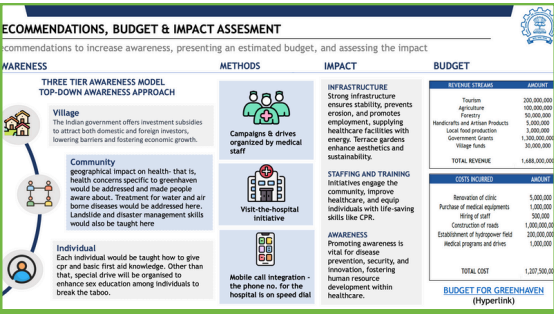 ECOMMENDATIONS, BUDGET & IMPACT ASSESMENT
ecommendations to increase awareness, presenting an estimated budget, and assessing the impact
WARENESS
THREE TIER AWARENESS MODEL
TOP-DOWN AWARENESS APPROACH
Village
The Indian government offers investment subsidies
to attract both domestic and foreign investors,
lowering barriers and fostering economic growth.
Community
geographical impact on health- that is,
health concerns specific to greenhaven
would be addressed and made people
aware about. Treatment for water and air
borne diseases would be addressed here.
Landslide and disaster management skills
would also be taught here
Individual
Each individual would be taught how to give
cpr and basic first aid knowledge. Other than
that, special drive will be organised to
enhance sex education among individuals to
break the taboo.
METHODS
Campaigns & drives
organized by medical
staff
Visit-the-hospital
initiative
Mobile call integration -
the phone no. for the
hospital is on speed dial
IMPACT
INFRASTRUCTURE
Strong infrastructure
ensures stability, prevents
erosion, and promotes
employment, supplying
healthcare facilities with
energy. Terrace gardens
enhance aesthetics and
sustainability.
STAFFING AND TRAINING
Initiatives engage the
community, improve
healthcare, and equip
individuals with life-saving
skills like CPR.
AWARENESS
Promoting awareness is
vital for disease
prevention, security, and
innovation, fostering
human resource
development within
healthcare.
BUDGET
REVENUE STREAMS AMOUNT
Tourism 200,000,000
Agriculture 100,000,000
Forestry 50,000,000
Handicrafts and Artisan Products 5,000,000
Local food production 3,000,000
Government Grants 1,300,000,000
Village funds 30,000,000
TOTAL REVENUE 1,688,000,000
COSTS INCURRED AMOUNT
Renovation of clinic 5,000,000
Purchase of medical equipments 1,000,000
Hiring of staff 500,000
Construction of roads 1,000,000,00
Establishment of hydropower field 200,000,000
Medical programs and drives 1,000,000
TOTAL COST 1,207,500,00
BUDGET FOR GREENHAVEN
(Hyperlink)